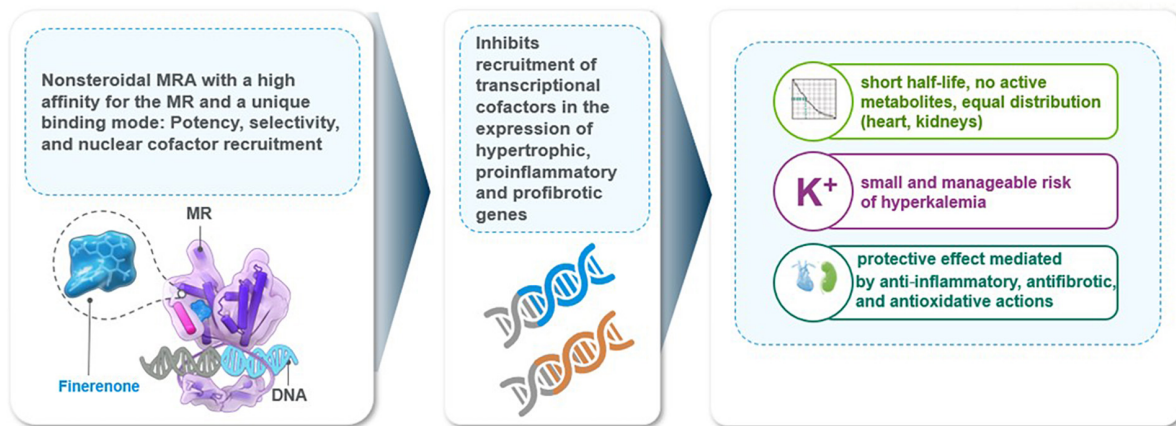 Nonsteroidal MRA with a high
affinity for the MR and a unique
binding mode: Potency, selectivity,
and nuclear cofactor recruitment
MR
Finerenone
DNA
Inhibits
recruitment of
transcriptional
cofactors in the
expression of
hypertrophic,
proinflammatory
and profibrotic
genes
short half-life, no active
metabolites, equal distribution
(heart, kidneys)
K+
small and manageable risk
of hyperkalemia
protective effect mediated
by anti-inflammatory, antifibrotic,
and antioxidative actions